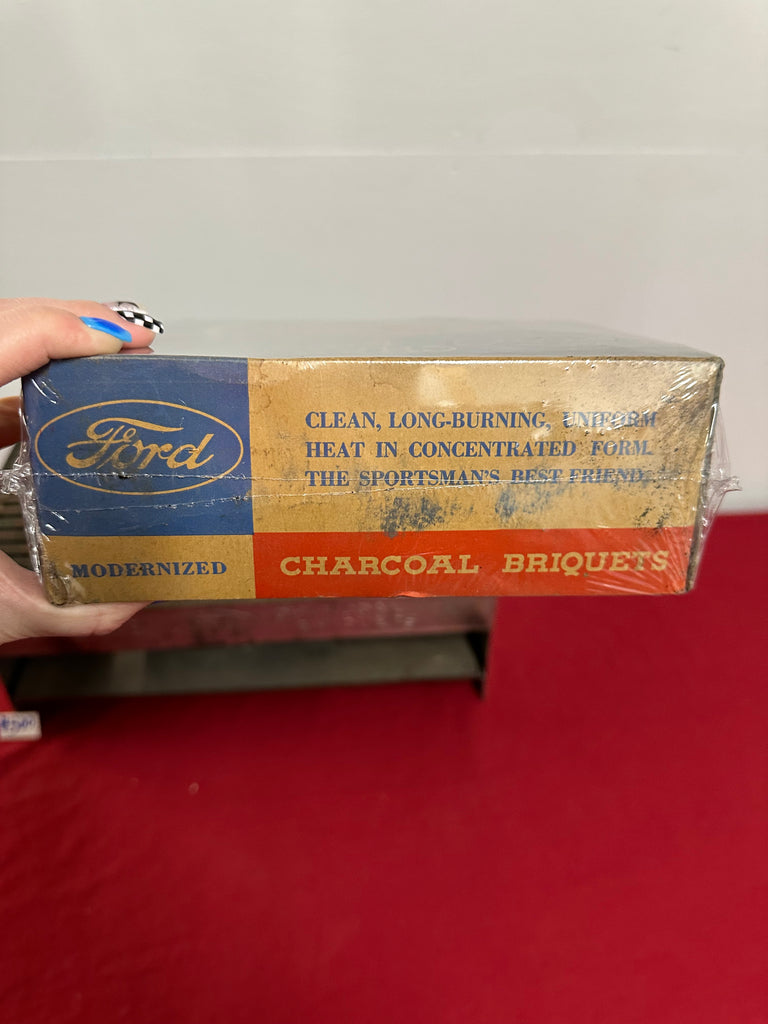 Ford
CLEAN, LONG-BURNING, UNIFORM
HEAT IN CONCENTRATED FORM.
THE SPORTSMAN'S BEST FRIEND.
MODERNIZED
CHARCOAL BRIQUETS